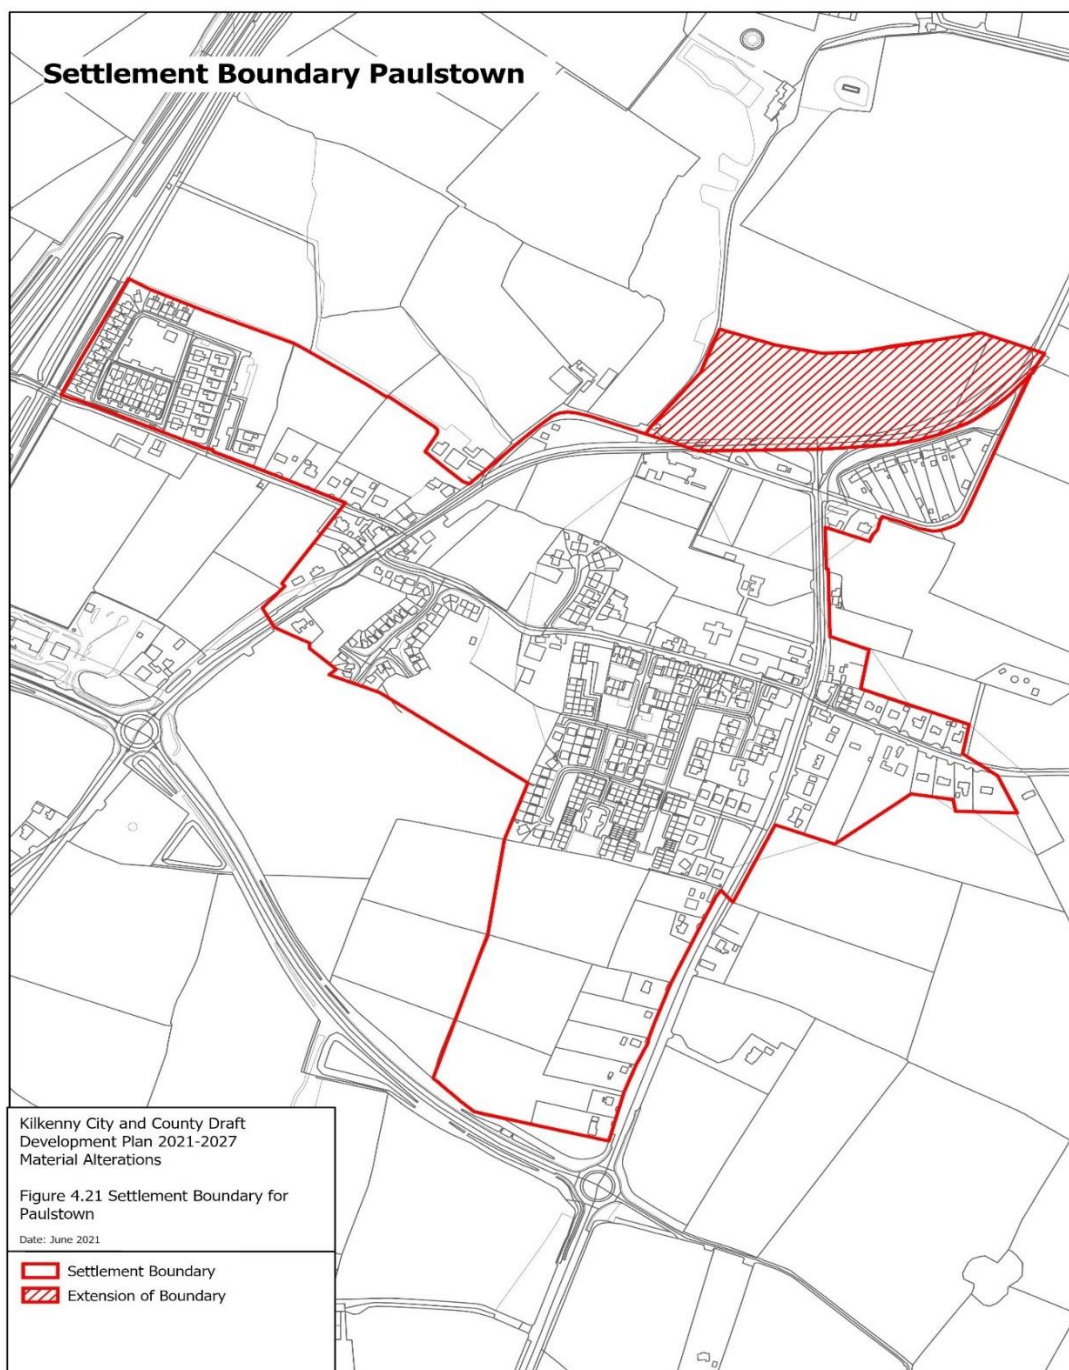 Settlement Boundary Paulstown
Kilkenny City and County Draft
Development Plan 2021-2027
Material Alterations
Figure 4.21 Settlement Boundary for
Paulstown
Date: June 2021
Settlement Boundary
Extension of Boundary